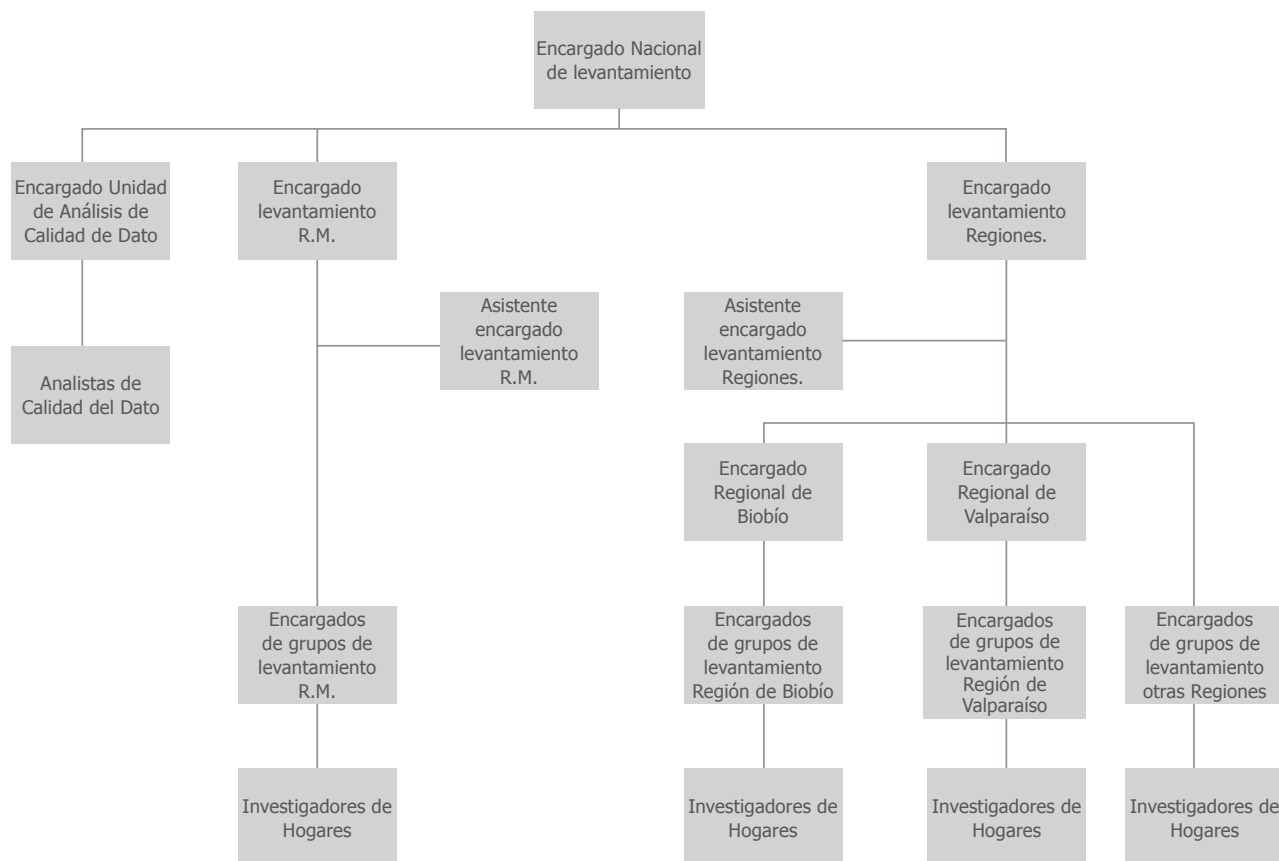 Encargado Nacional
de levantamiento
Encargado Unidad
de Análisis de
Calidad de Dato
Encargado
levantamiento
R.M.
Encargado
levantamiento
Regiones.
Asistente
encargado
levantamiento
R.M.
Asistente
encargado
levantamiento
Regiones.
Analistas de
Calidad del Dato
Encargado
Regional de
Biobío
Encargado
Regional de
Valparaíso
Encargados
de grupos de
levantamiento
R.M.
Encargados
de grupos de
levantamiento
Región de Biobío
Encargados
de grupos de
levantamiento
Región de
Valparaíso
Encargados
de grupos de
levantamiento
otras Regiones
Investigadores de
Hogares
Investigadores de
Hogares
Investigadores de
Hogares
Investigadores de
Hogares